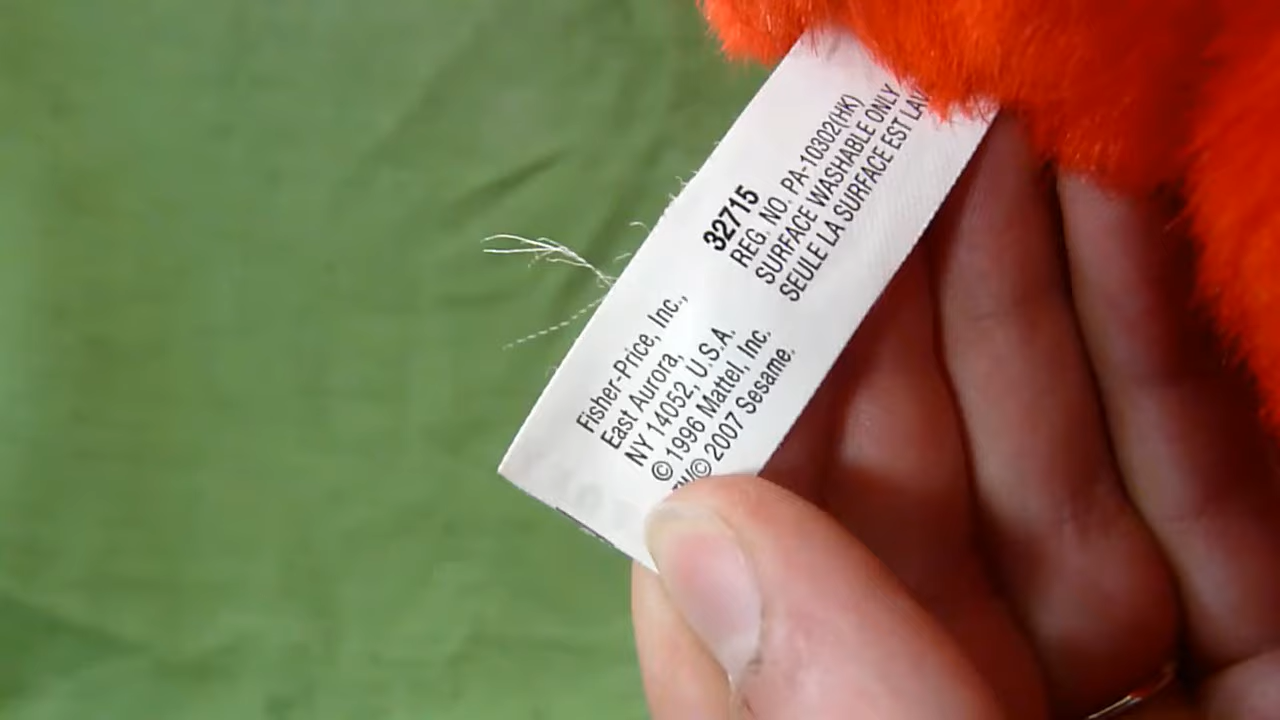 32715
REG. NO. PA-10302(HK)
SURFACE WASHABLE ONLY
SEULE LA SURFACE EST
Fisher-Price, Inc.,
East Aurora,
NY 14052, U.S.A.
©1996 Mattel, Inc.
©2007 Sesame.